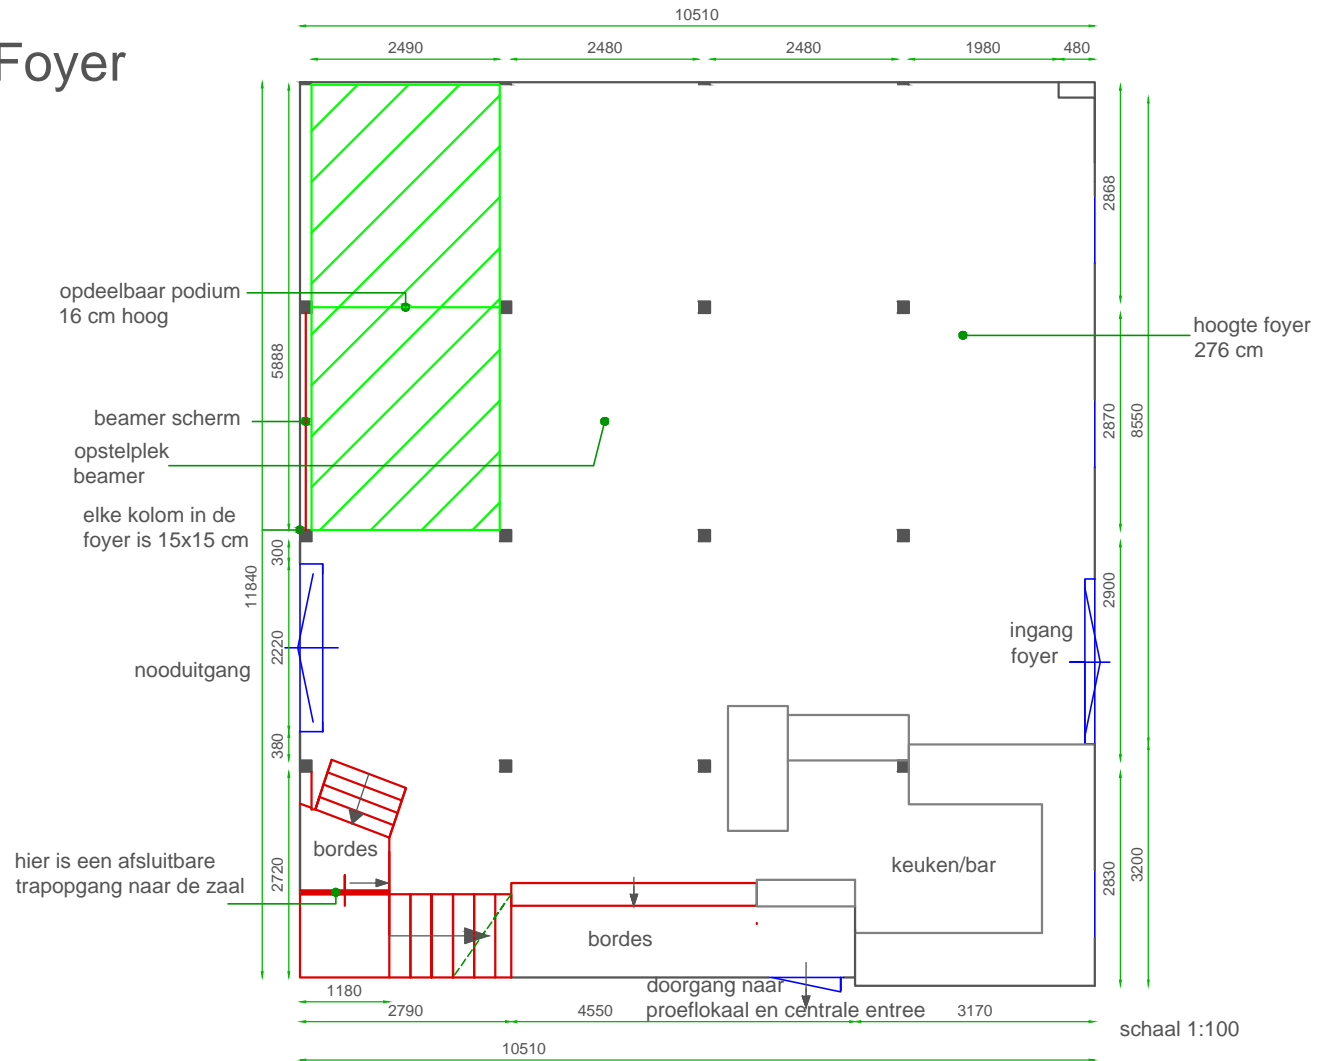 Foyer
10510
2490
2480
2480
1980
480
opdeelbaar podium
16 cm hoog
5888
beamer scherm
opstelplek
beamer
elke kolom in de
foyer is 15x15 cm
300
11840
2220
nooduitgang
380
2720
hier is een afsluitbare
trapopgang naar de zaal
bordes
bordes
keuken/bar
ingang
foyer
hoogte foyer
276 cm
2868
2870
8550
2900
2830
3200
doorgang naar
proeflokaal en centrale entree
1180
2790
4550
3170
10510
schaal 1:100